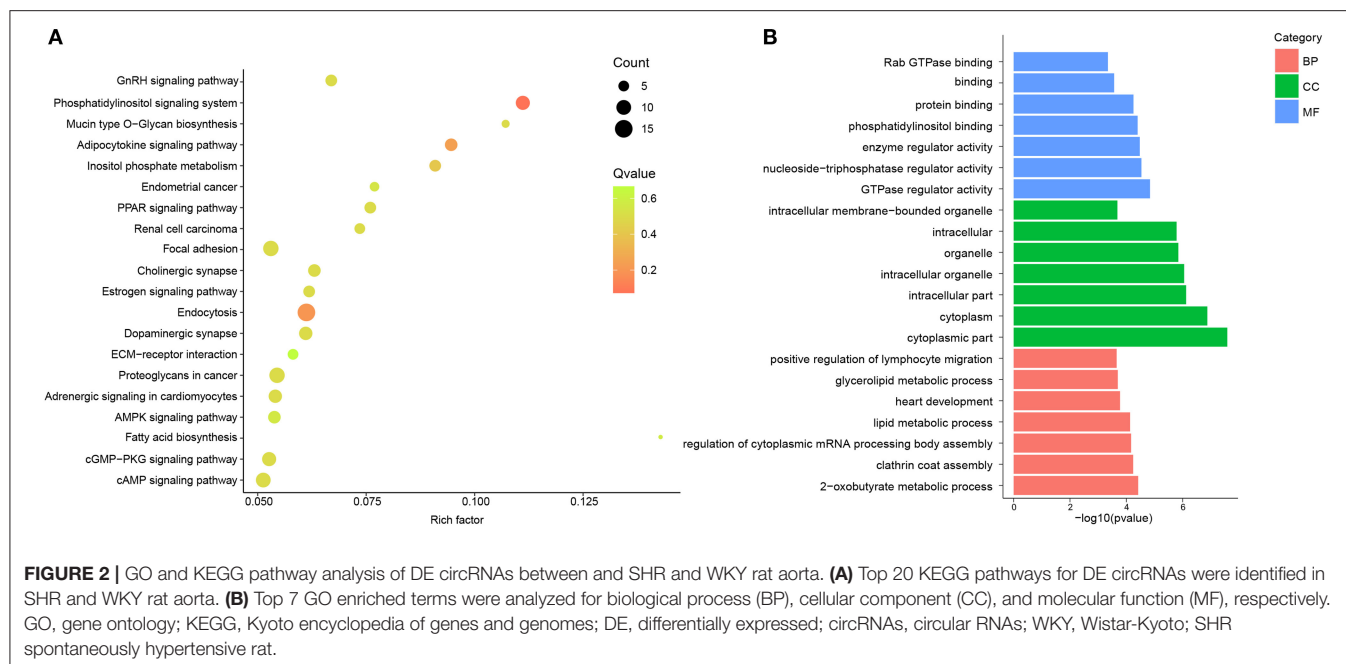 A
GnRH signaling pathway
Phosphatidylinositol signaling system
Mucin type O−Glycan biosynthesis
Adipocytokine signaling pathway
Inositol phosphate metabolism
Endometrial cancer
PPAR signaling pathway
Renal cell carcinoma
Focal adhesion
Cholinergic synapse
Estrogen signaling pathway
Endocytosis
Dopaminergic synapse
ECM−receptor interaction
Proteoglycans in cancer
Adrenergic signaling in cardiomyocytes
AMPK signaling pathway
Fatty acid biosynthesis
cGMP−PKG signaling pathway
cAMP signaling pathway
0.050 0.075 0.100 0.125
Rich factor
Count
5
10
15
Qvalue
0.6
0.4
0.2
B
Rab GTPase binding
binding
protein binding
phosphatidylinositol binding
enzyme regulator activity
nucleoside−triphosphatase regulator activity
GTPase regulator activity
intracellular membrane−bounded organelle
intracellular
organelle
intracellular organelle
intracellular part
cytoplasm
cytoplasmic part
positive regulation of lymphocyte migration
glycerolipid metabolic process
heart development
lipid metabolic process
regulation of cytoplasmic mRNA processing body assembly
clathrin coat assembly
2−oxobutyrate metabolic process
0 2 4 6
−log10(pvalue)
Category
BP
CC
MF
FIGURE 2 | GO and KEGG pathway analysis of DE circRNAs between and SHR and WKY rat aorta. (A) Top 20 KEGG pathways for DE circRNAs were identified in
SHR and WKY rat aorta. (B) Top 7 GO enriched terms were analyzed for biological process (BP), cellular component (CC), and molecular function (MF), respectively.
GO, gene ontology; KEGG, Kyoto encyclopedia of genes and genomes; DE, differentially expressed; circRNAs, circular RNAs; WKY, Wistar-Kyoto; SHR
spontaneously hypertensive rat.